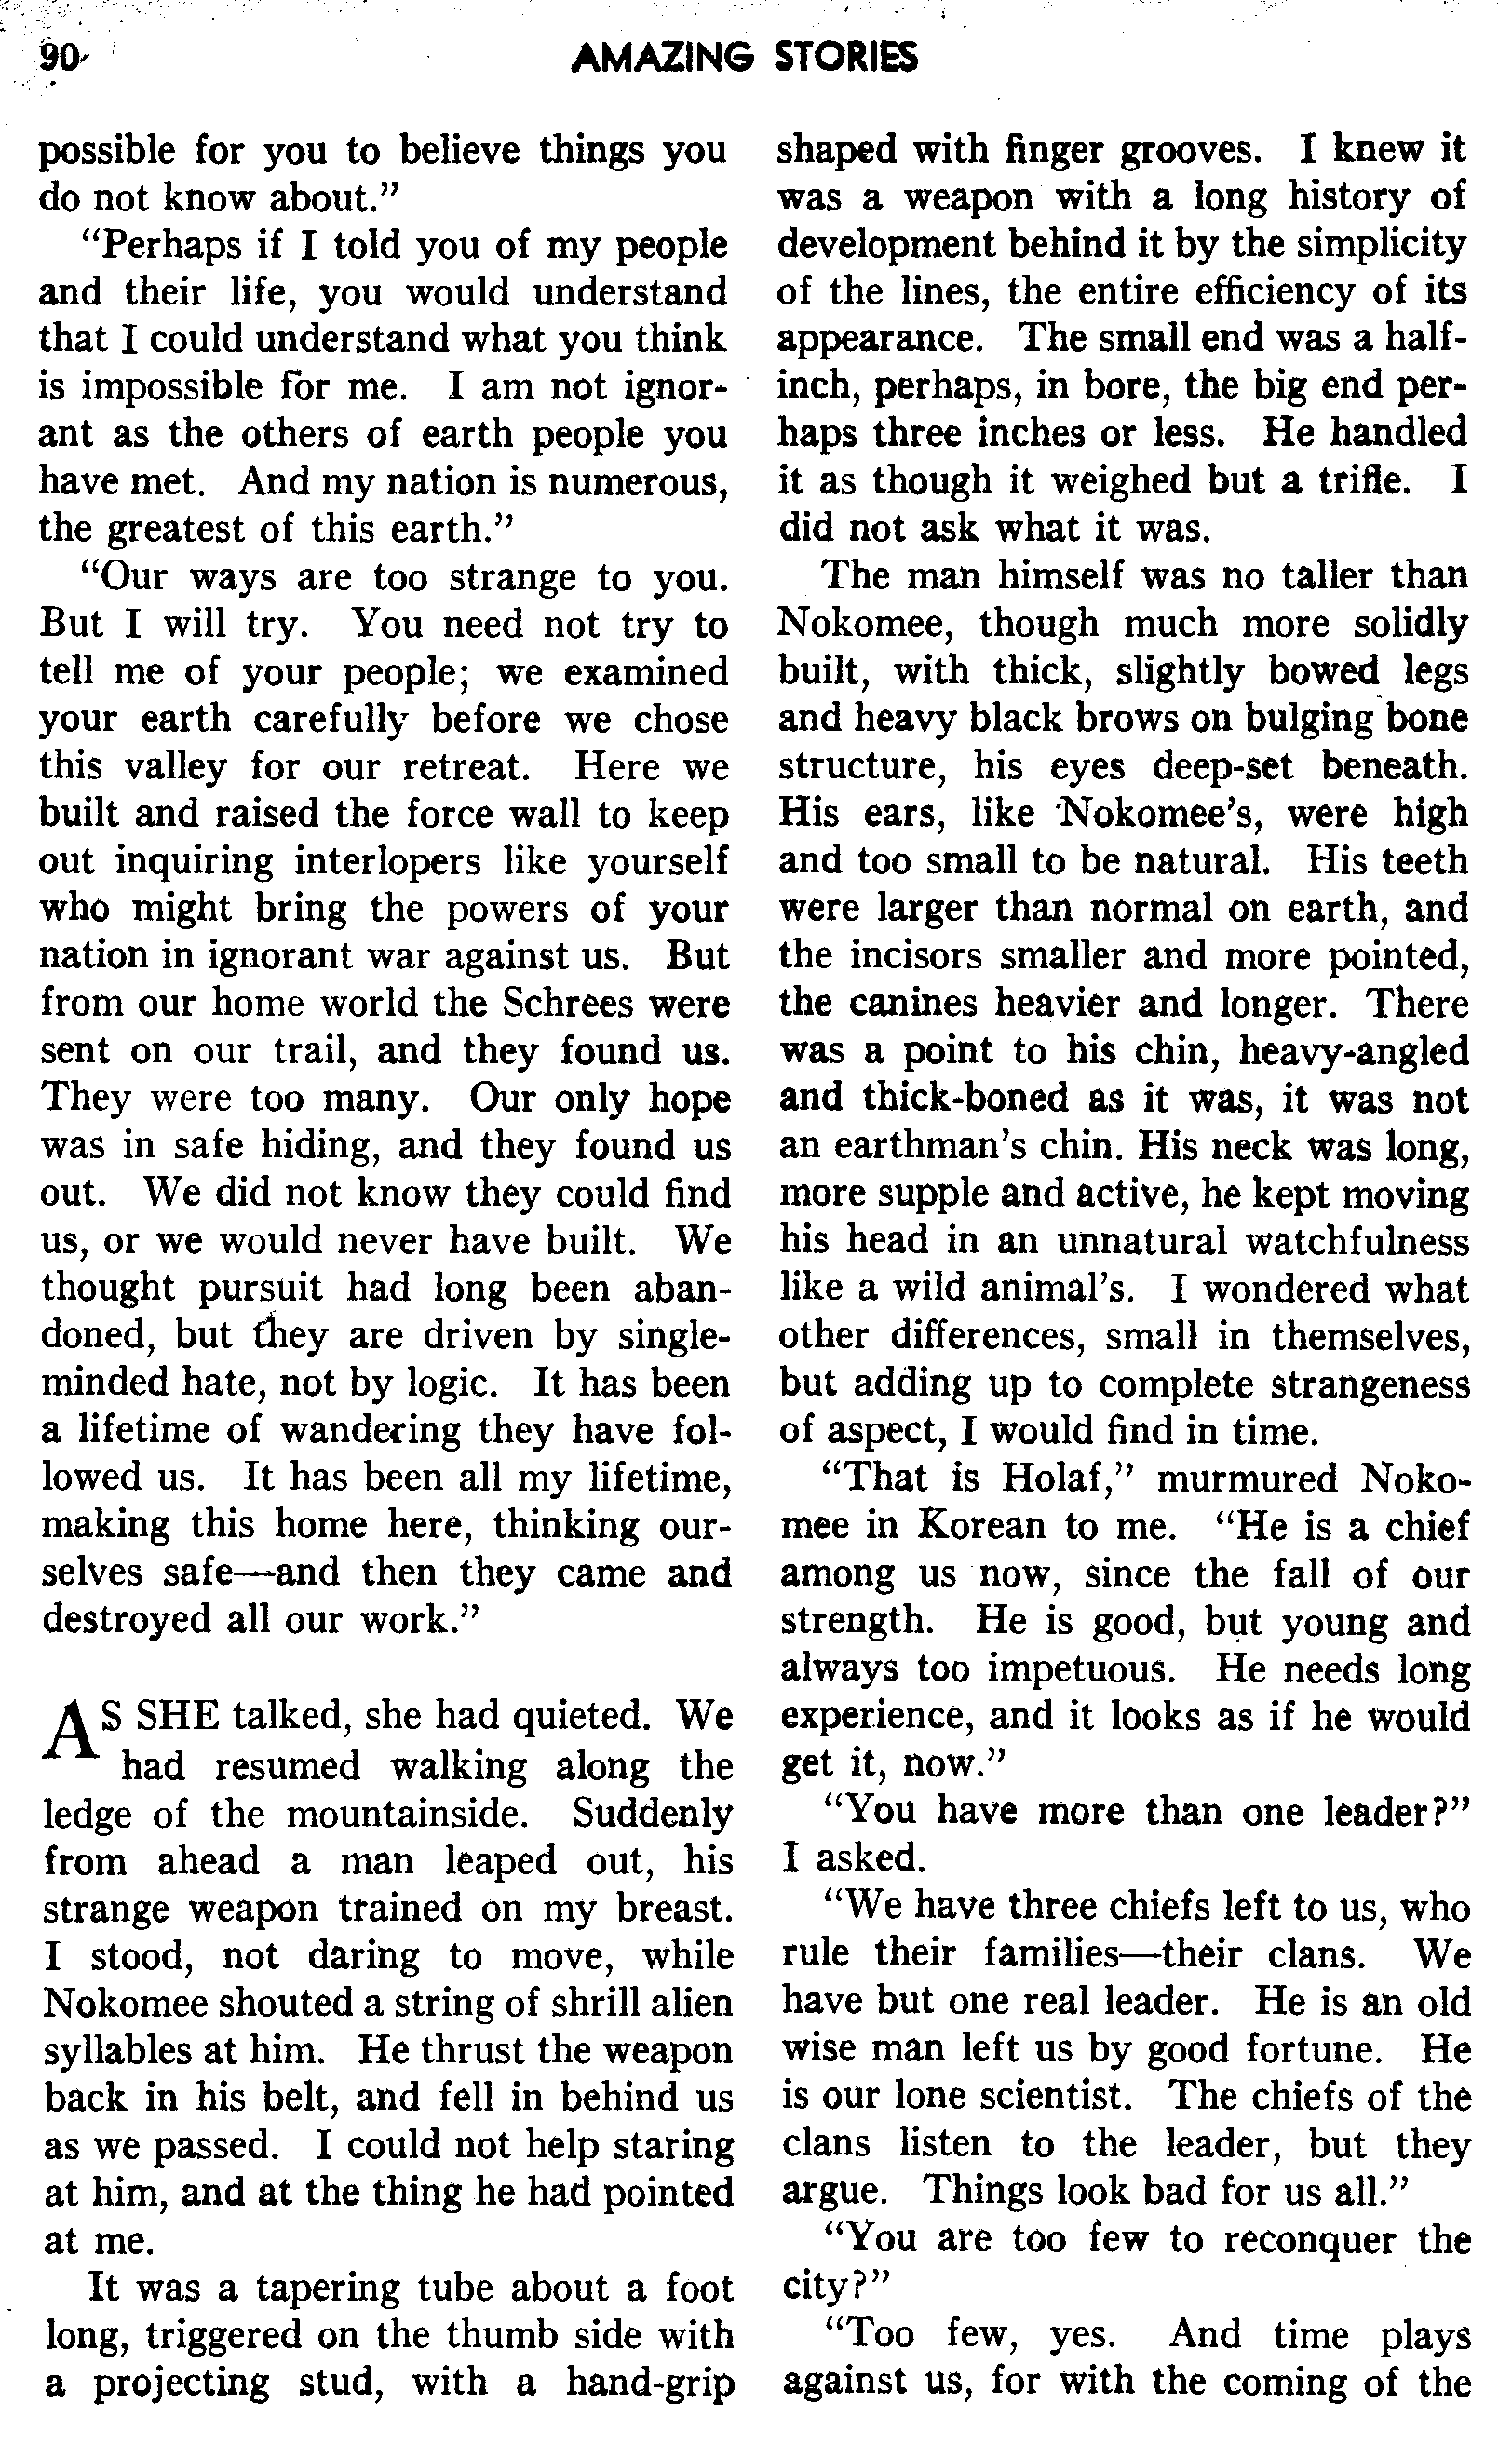 90
AMAZING STORIES
possible for you to believe things you
do not know about.”
“Perhaps if I told you of my people
and their life, you would understand
that I could understand what you think
is impossible for me. I am not ignor-
ant as the others of earth people you
have met. And my nation is numerous,
the greatest of this earth.”
“Our ways are too strange to you.
But I will try. You need not try to
tell me of your people; we examined
your earth carefully before we chose
this valley for our retreat. Here we
built and raised the force wall to keep
out inquiring interlopers like yourself
who might bring the powers of your
nation in ignorant war against us. But
from our home world the Schrees were
sent on our trail, and they found us.
They were too many. Our only hope
was in safe hiding, and they found us
out. We did not know they could find
us, or we would never have built. We
thought pursuit had long been aban-
doned, but they are driven by single-
minded hate, not by logic. It has been
a lifetime of wandering they have fol-
lowed us. It has been all my lifetime,
making this home here, thinking our-
selves safe—and then they came and
destroyed all our work.”
AS SHE talked, she had quieted. We
had resumed walking along the
ledge of the mountainside. Suddenly
from ahead a man leaped out, his
strange weapon trained on my breast.
I stood, not daring to move, while
Nokomee shouted a string of shrill alien
syllables at him. He thrust the weapon
back in his belt, and fell in behind us
as we passed. I could not help staring
at him, and at the thing he had pointed
at me.
It was a tapering tube about a foot
long, triggered on the thumb side with
a projecting stud, with a hand-grip
shaped with finger grooves. I knew it
was a weapon with a long history of
development behind it by the simplicity
of the lines, the entire efficiency of its
appearance. The small end was a half-
inch, perhaps, in bore, the big end per-
haps three inches or less. He handled
it as though it weighed but a trifle. I
did not ask what it was.
The man himself was no taller than
Nokomee, though much more solidly
built, with thick, slightly bowed legs
and heavy black brows on bulging bone
structure, his eyes deep-set beneath.
His ears, like Nokomee’s, were high
and too small to be natural. His teeth
were larger than normal on earth, and
the incisors smaller and more pointed,
the canines heavier and longer. There
was a point to his chin, heavy-angled
and thick-boned as it was, it was not
an earthman’s chin. His neck was long,
more supple and active, he kept moving
his head in an unnatural watchfulness
like a wild animal’s. I wondered what
other differences, small in themselves,
but adding up to complete strangeness
of aspect, I would find in time.
“That is Holaf,” murmured Noko-
mee in Korean to me. “He is a chief
among us now, since the fall of our
strength. He is good, but young and
always too impetuous. He needs long
experience, and it looks as if he would
get it, now.”
“You have more than one leader?”
I asked.
“We have three chiefs left to us, who
rule their families—their clans. We
have but one real leader. He is an old
wise man left us by good fortune. He
is our lone scientist. The chiefs of the
clans listen to the leader, but they
argue. Things look bad for us all.”
“You are too few to reconquer the
city?”
“Too few, yes. And time plays
against us, for with the coming of the